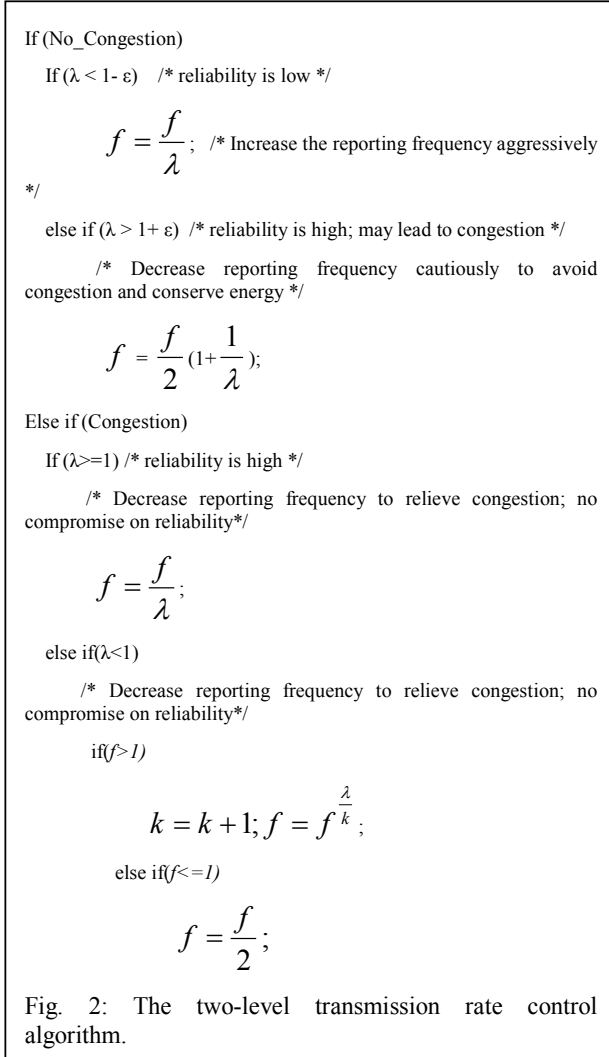 If (No_Congestion)
If (λ < 1- ε) /* reliability is low */
f = f/λ; /* Increase the reporting frequency aggressively
*/
else if (λ > 1+ ε) /* reliability is high; may lead to congestion */
/* Decrease reporting frequency cautiously to avoid
congestion and conserve energy */
f = f/2 (1+1/λ);
Else if (Congestion)
If (λ>=1) /* reliability is high */
/* Decrease reporting frequency to relieve congestion; no
compromise on reliability*/
f = f/λ;
else if(λ<1)
/* Decrease reporting frequency to relieve congestion; no
compromise on reliability*/
if(f>1)
k = k + 1; f = f^(λ/k);
else if(f<=1)
f = f/2;
Fig. 2: The two-level transmission rate control
algorithm.